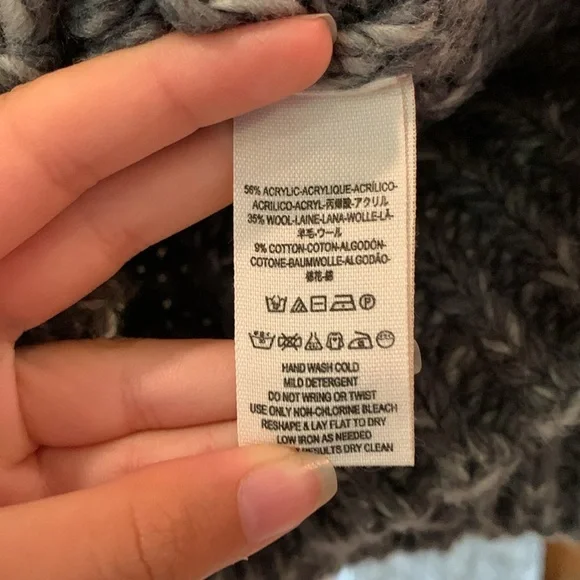 56% ACRYLIC-ACRYLIQUE-ACRÍLICO-
ACRILICO-ACRYL-丙烯酸-アクリル
35% WOOL-LAINE-LANA-WOLLE-LÃ-
羊毛-ウール
9% COTTON-COTON-ALGODÓN-
COTONE-BAUMWOLLE-ALGODÃO-
棉花-綿
HAND WASH COLD
MILD DETERGENT
DO NOT WRING OR TWIST
USE ONLY NON-CHLORINE BLEACH
RESHAPE & LAY FLAT TO DRY
LOW IRON AS NEEDED
RESULTS DRY CLEAN